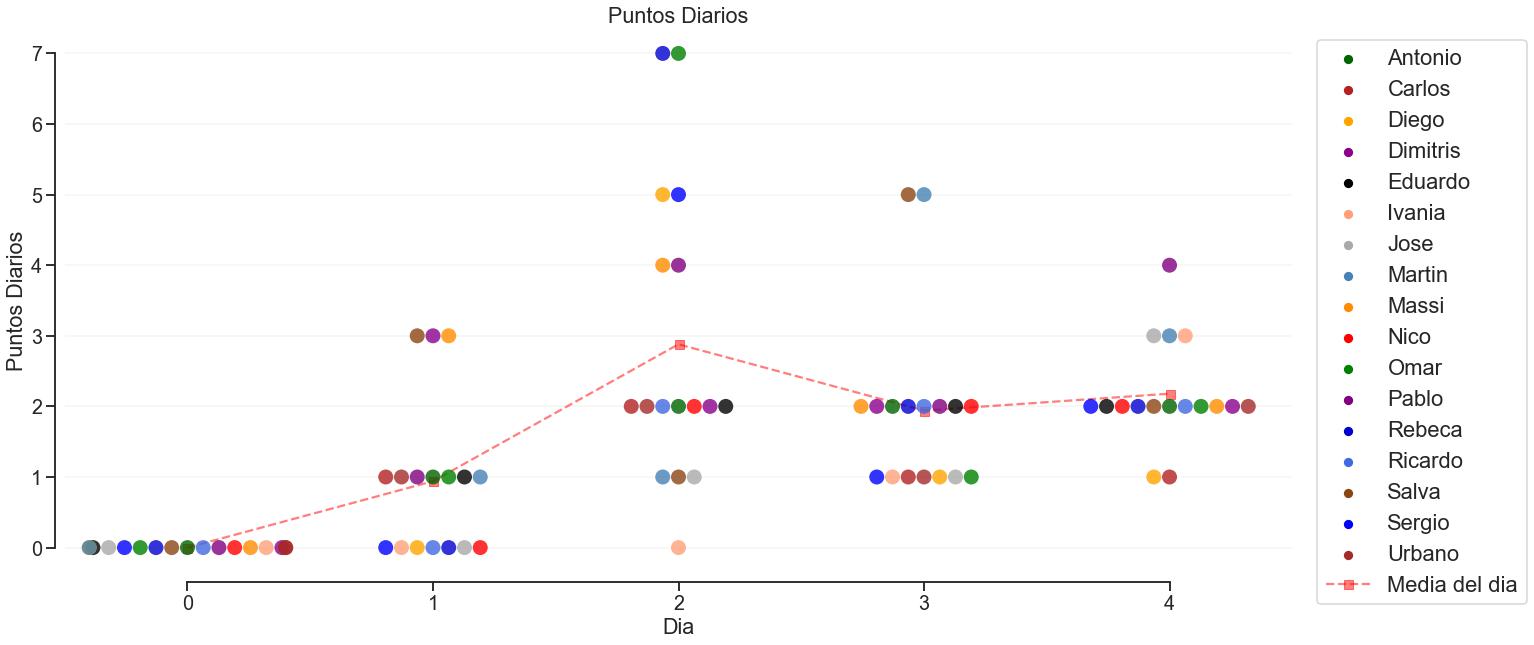 Puntos Diarios
Puntos Diarios
7
6
5
4
3
2
1
0
0 1 2 3 4
Dia
Antonio
Carlos
Diego
Dimitris
Eduardo
Ivania
Jose
Martin
Massi
Nico
Omar
Pablo
Rebeca
Ricardo
Salva
Sergio
Urbano
Media del dia